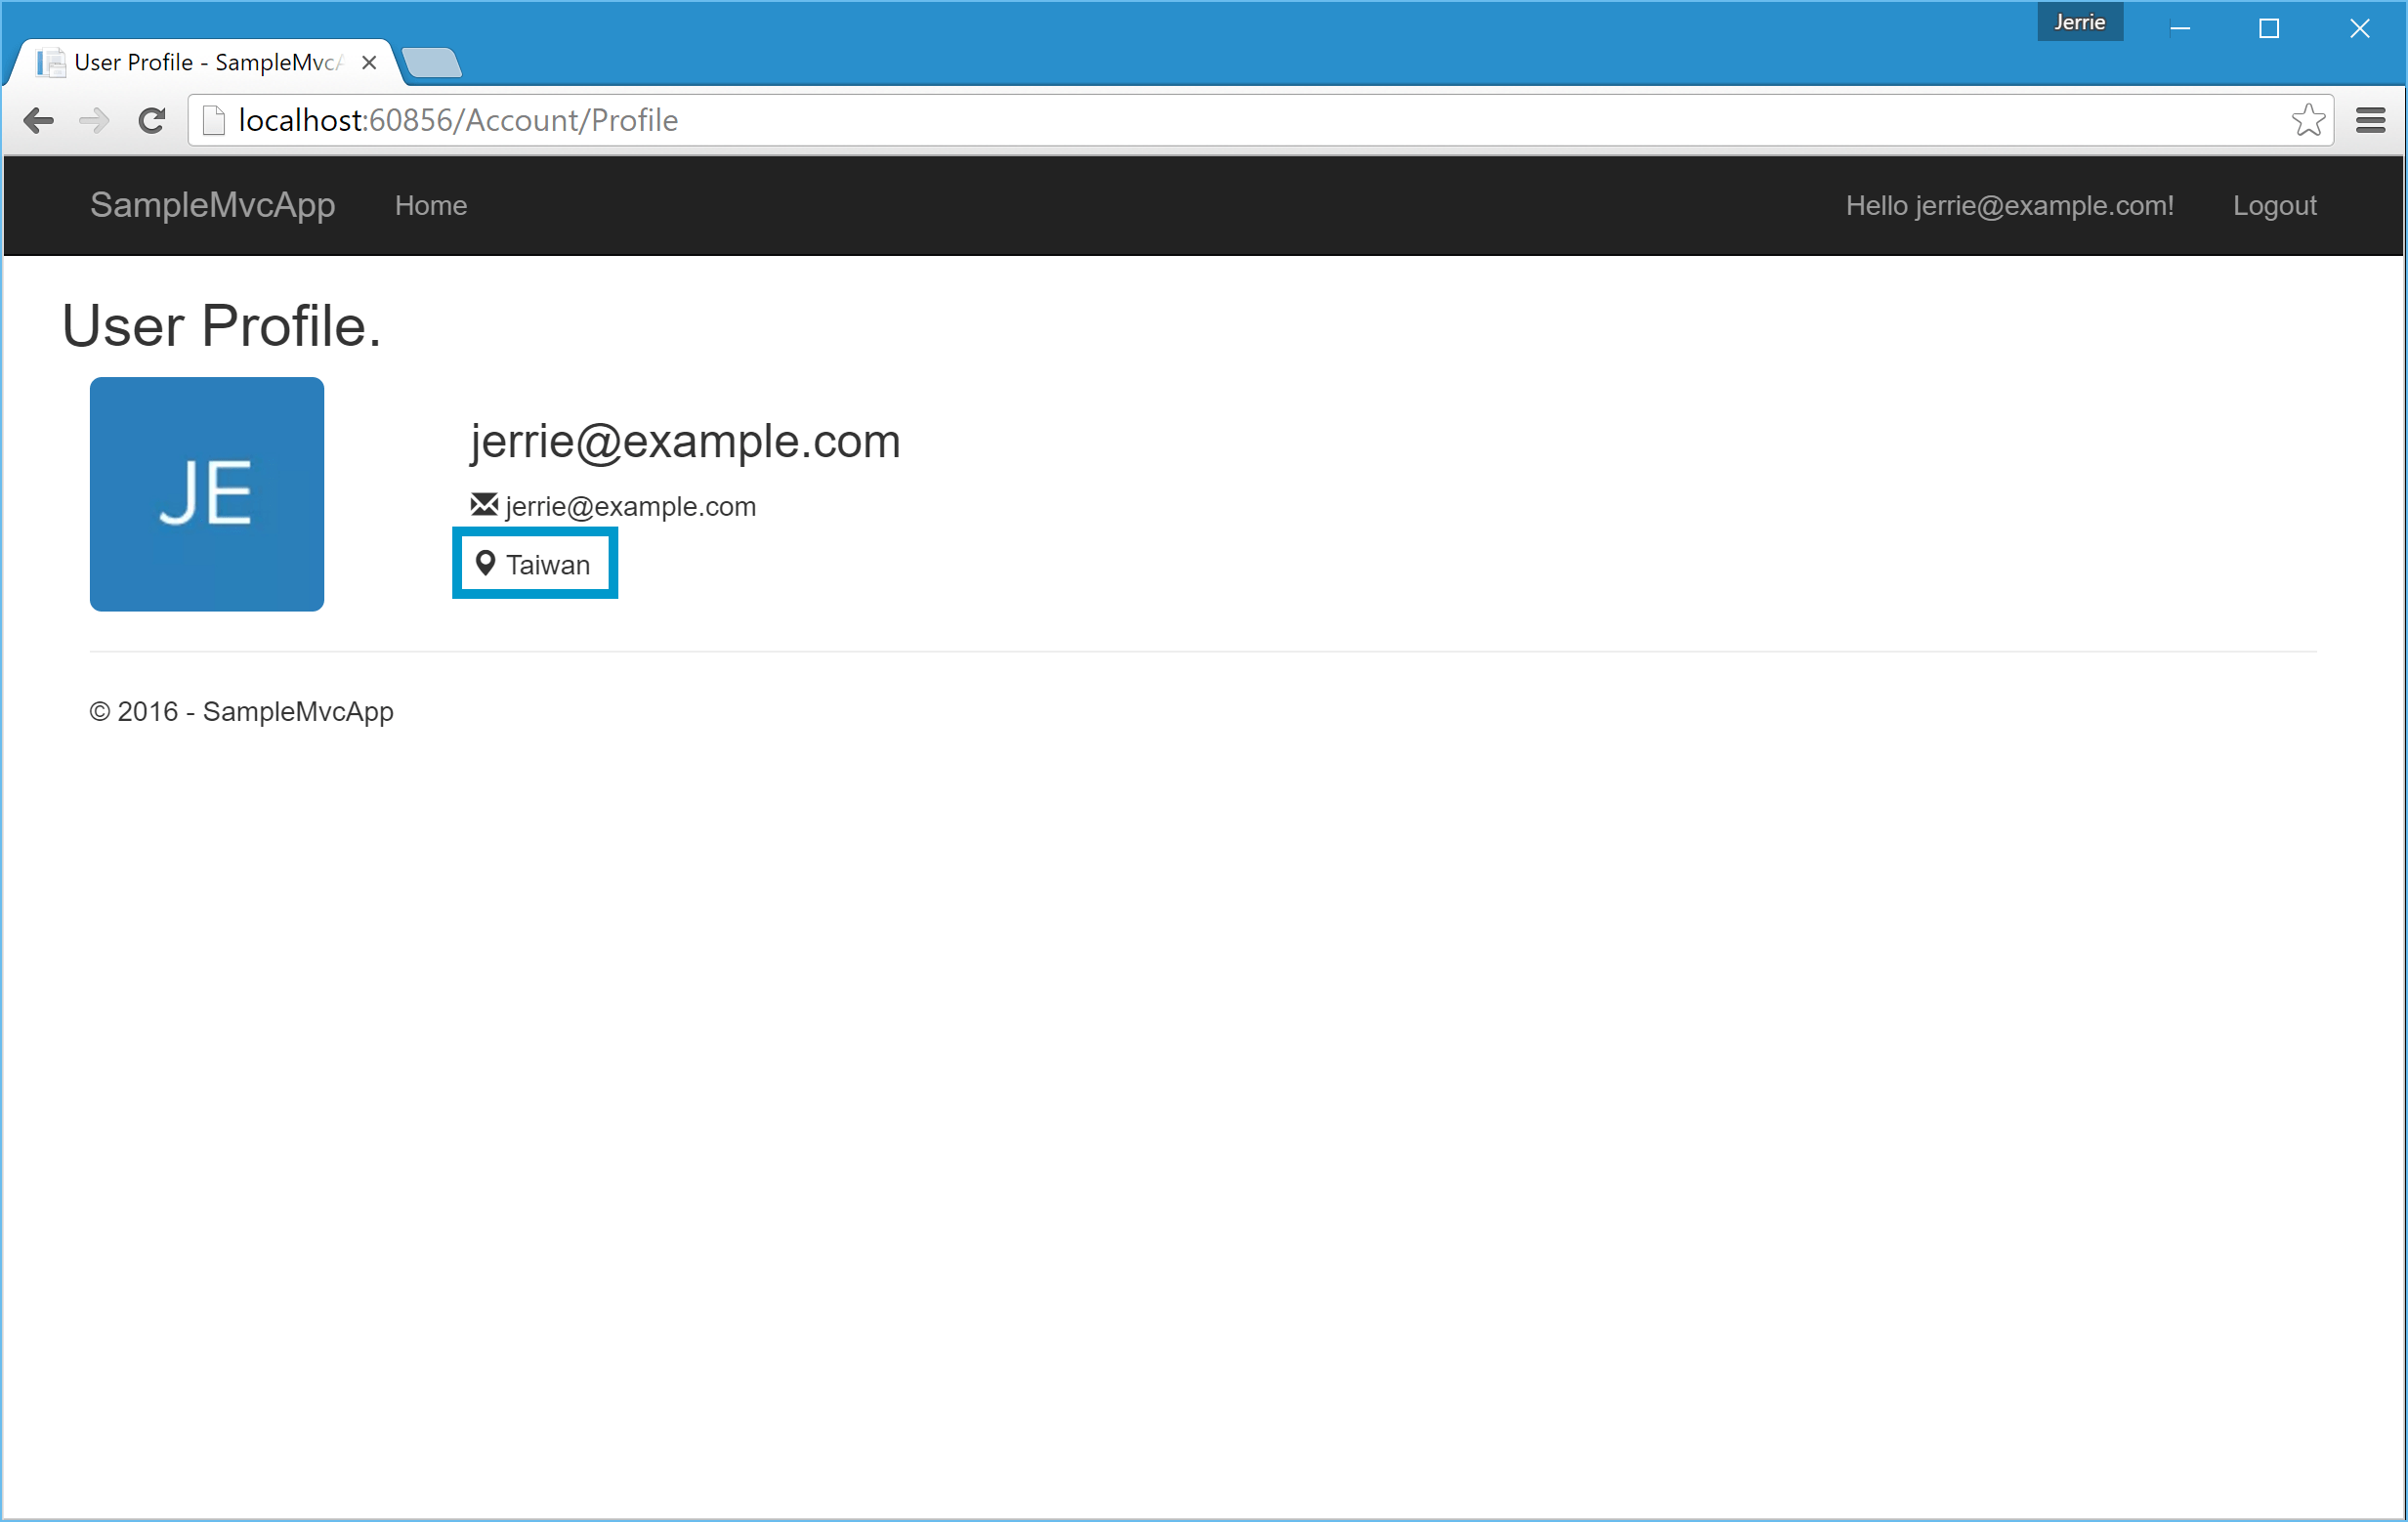 Jerrie
User Profile - SampleMvcA
localhost:60856/Account/Profile
SampleMvcApp Home Hello jerrie@example.com! Logout
User Profile.
JE
jerrie@example.com
jerrie@example.com
Taiwan
© 2016 - SampleMvcApp